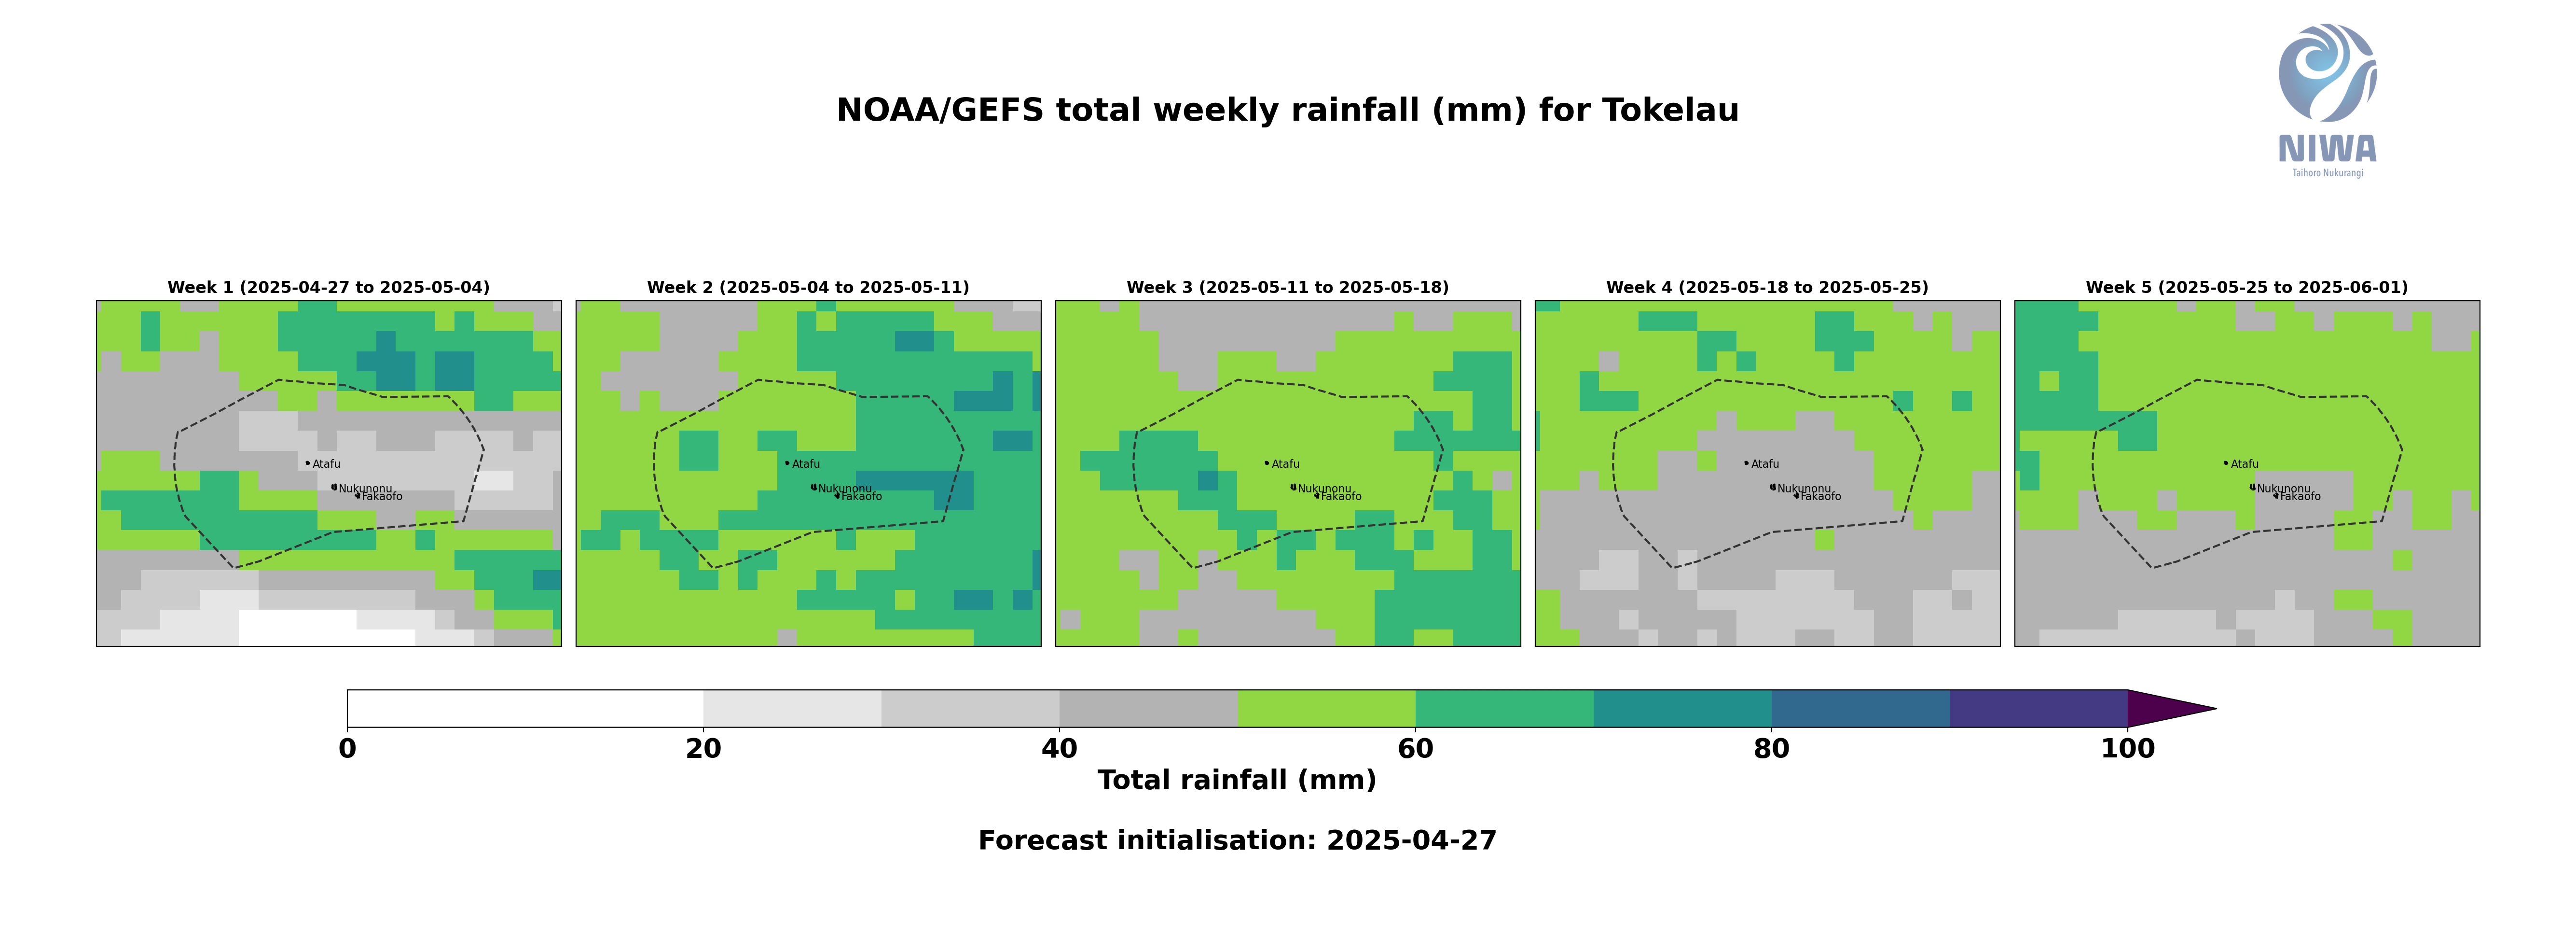 NOAA/GEFS total weekly rainfall (mm) for Tokelau
NIWA
Taihoro Nukurangi
Week 1 (2025-04-27 to 2025-05-04)
Week 2 (2025-05-04 to 2025-05-11)
Week 3 (2025-05-11 to 2025-05-18)
Week 4 (2025-05-18 to 2025-05-25)
Week 5 (2025-05-25 to 2025-06-01)
Atafu
Nukunonu
Fakaofo
Atafu
Nukunonu
Fakaofo
Atafu
Nukunonu
Fakaofo
Atafu
Nukunonu
Fakaofo
Atafu
Nukunonu
Fakaofo
0 20 40 60 80 100
Total rainfall (mm)
Forecast initialisation: 2025-04-27